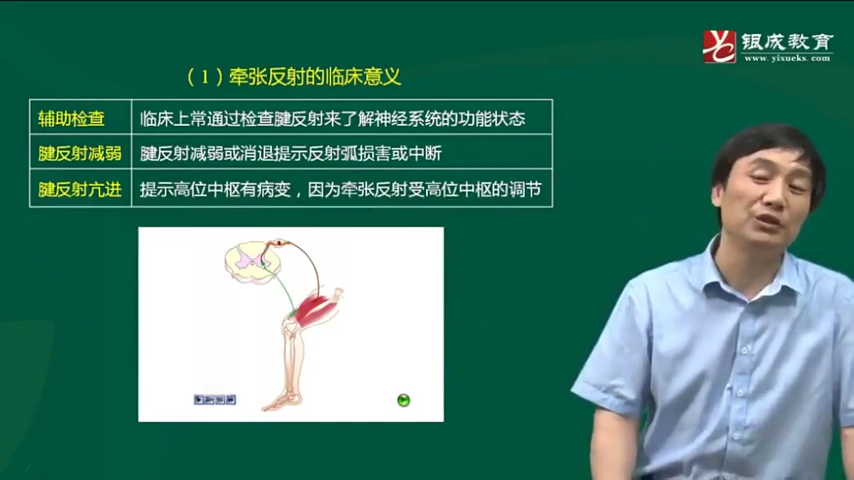 银成教育
www.yixueks.com
（1）牵张反射的临床意义
辅助检查 临床上常通过检查腱反射来了解神经系统的功能状态
腱反射减弱 腱反射减弱或消退提示反射弧损害或中断
腱反射亢进 提示高位中枢有病变，因为牵张反射受高位中枢的调节